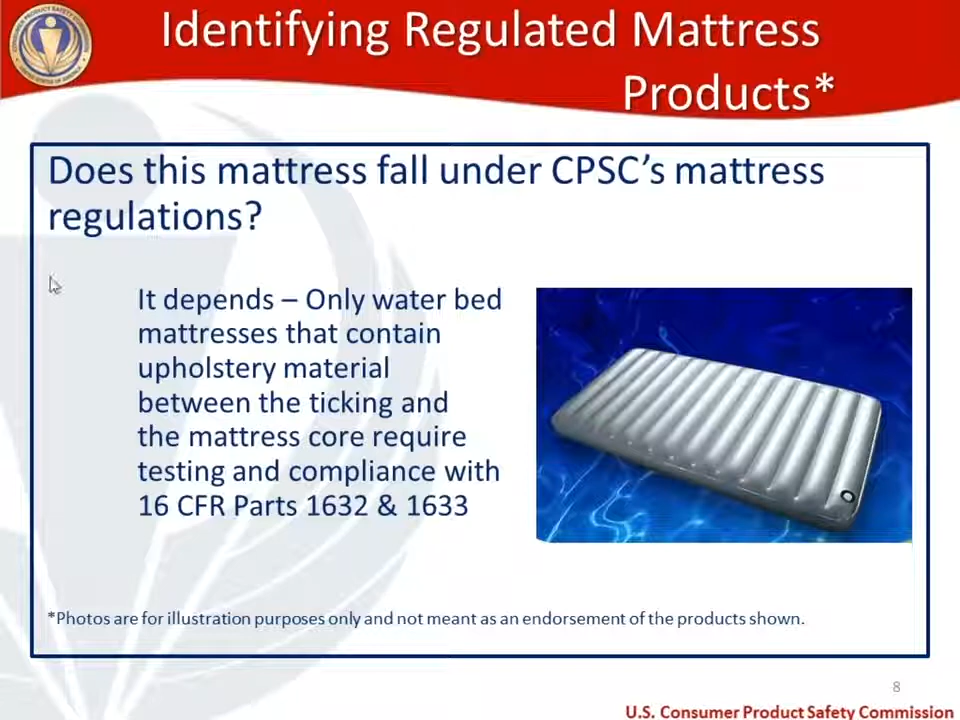 Identifying Regulated Mattress
Products*
Does this mattress fall under CPSC's mattress
regulations?
It depends – Only water bed
mattresses that contain
upholstery material
between the ticking and
the mattress core require
testing and compliance with
16 CFR Parts 1632 & 1633
*Photos are for illustration purposes only and not meant as an endorsement of the products shown.
8
U.S. Consumer Product Safety Commission